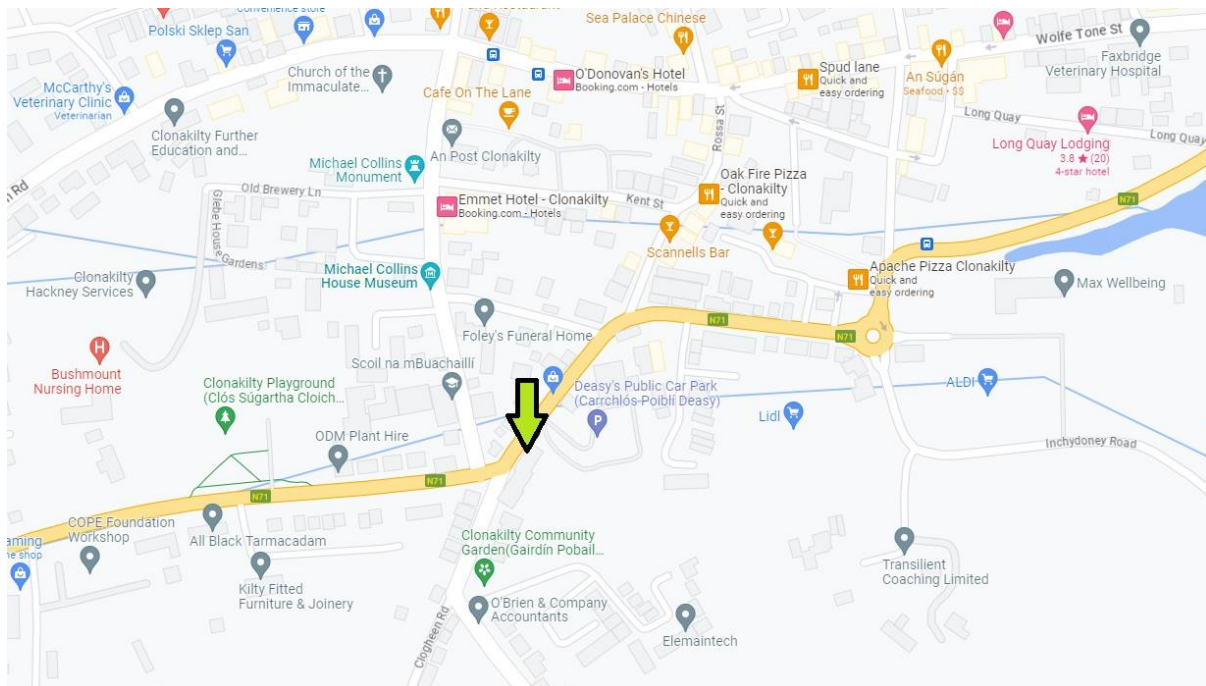 Convenience store
Polski Sklep San
Sea Palace Chinese
Wolfe Tone St
Faxbridge
Veterinary Hospital
McCarthy's
Veterinary Clinic
Veterinarian
Church of the
Immaculate...
O'Donovan's Hotel
Booking.com - Hotels
Spud lane
Quick and
easy ordering
An Súgán
Seafood • $$
Cafe On The Lane
Clonakilty Further
Education and...
Rossa St
Long Quay
Long Quay
An Post Clonakilty
Long Quay Lodging
3.8 ★ (20)
4-star hotel
Michael Collins
Monument
Oak Fire Pizza
- Clonakilty
Quick and
easy ordering
Old Brewery Ln
Emmet Hotel - Clonakilty
Booking.com - Hotels
Kent St
N71
Glebe House
Gardens
Scannells Bar
Michael Collins
House Museum
Apache Pizza Clonakilty
Quick and
easy ordering
Clonakilty
Hackney Services
Max Wellbeing
N71
N71
Foley's Funeral Home
Bushmount
Nursing Home
Scoil na mBuachaillí
Clonakilty Playground
(Clós Súgartha Cloich...
Deasy's Public Car Park
(Carrchlós Poiblí Deasy)
P
ALDI
Lidl
ODM Plant Hire
Inchydoney Road
N71
N71
COPE Foundation
Workshop
All Black Tarmacadam
Clonakilty Community
Garden(Gairdín Pobail...
Transilient
Coaching Limited
Kilty Fitted
Furniture & Joinery
O'Brien & Company
Accountants
Clogheen Rd
Elemaintech